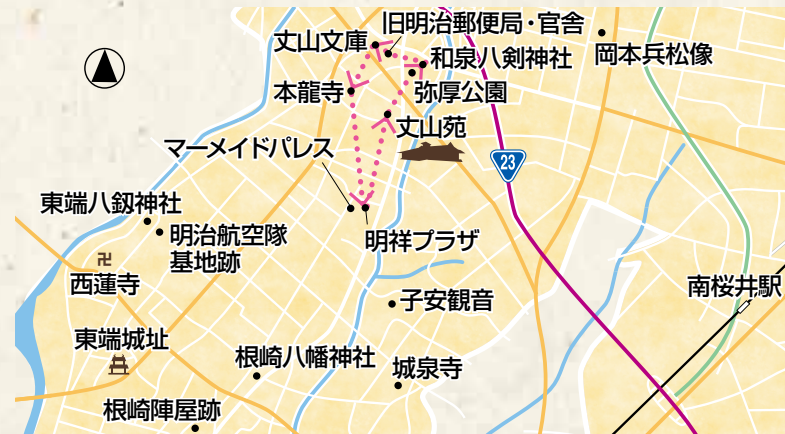 旧明治郵便局・官舎
丈山文庫
岡本兵松像
和泉八剣神社
本龍寺
弥厚公園
丈山苑
マーメイドパレス
23
東端八剱神社
明治航空隊
基地跡
明祥プラザ
西蓮寺
南桜井駅
子安観音
東端城址
根崎八幡神社
城泉寺
根崎陣屋跡